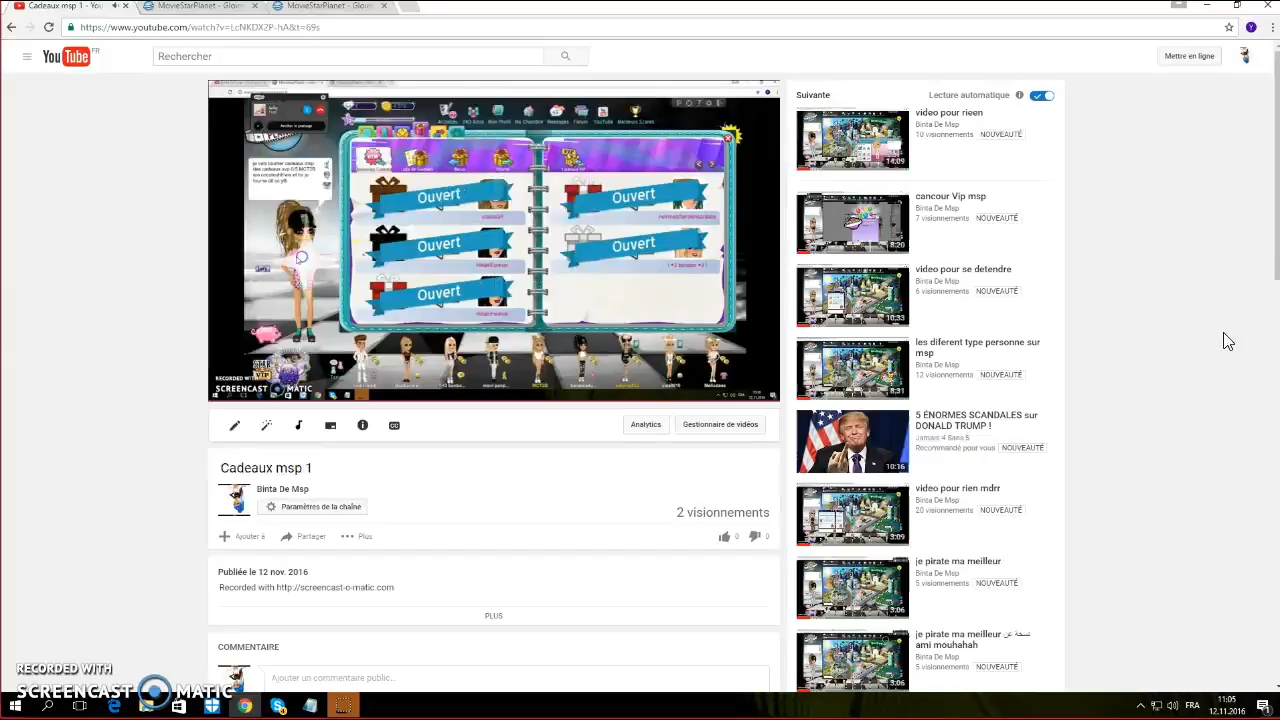 Cadeaux msp 1 - You
MovieStarPlanet - Gloire
MovieStarPlanet - Gloire
https://www.youtube.com/watch?v=LcNKDX2P-hA&t=69s
YouTube FR
Rechercher
Mettre en ligne
Ouvert
Ouvert
Ouvert
Ouvert
Ouvert
RECORDED WITH
SCREENCAST MATIC
Analytics
Gestionnaire de vidéos
Cadeaux msp 1
Binta De Msp
Paramètres de la chaîne
2 visionnements
Ajouter à
Partager
Plus
0
0
Publiée le 12 nov. 2016
Recorded with http://screencast-o-matic.com
PLUS
COMMENTAIRE
Ajouter un commentaire public...
Suivante
Lecture automatique
video pour rieen
Binta De Msp
10 visionnements NOUVEAUTÉ
14:09
cancour Vip msp
Binta De Msp
7 visionnements NOUVEAUTÉ
8:20
video pour se detendre
Binta De Msp
6 visionnements NOUVEAUTÉ
10:33
les diferent type personne sur
msp
Binta De Msp
12 visionnements NOUVEAUTÉ
8:31
5 ÉNORMES SCANDALES sur
DONALD TRUMP !
Jamais 4 Sans 5
Recommandé pour vous NOUVEAUTÉ
10:16
video pour rien mdrr
Binta De Msp
20 visionnements NOUVEAUTÉ
3:09
je pirate ma meilleur
Binta De Msp
5 visionnements NOUVEAUTÉ
3:06
je pirate ma meilleur نسخة عن
ami mouhahah
Binta De Msp
5 visionnements NOUVEAUTÉ
3:06
RECORDED WITH
SCREENCAST MATIC
FRA
11:05
12.11.2016